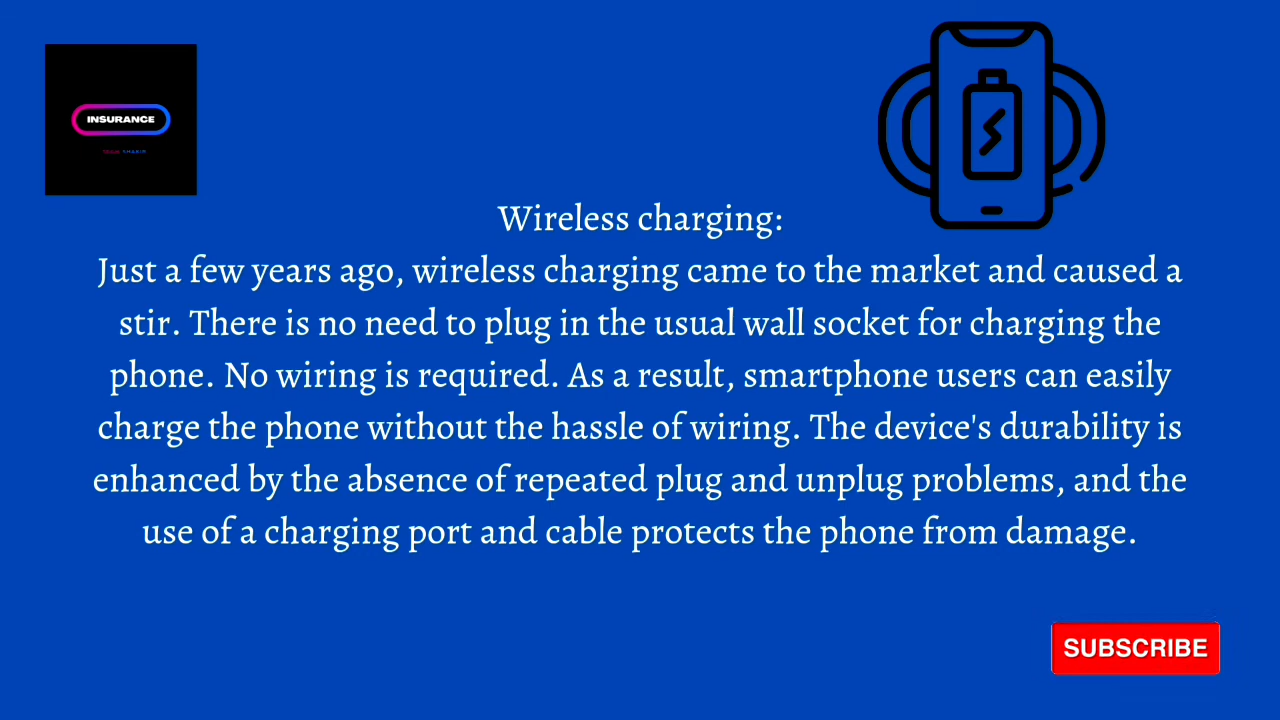 INSURANCE
Wireless charging:
Just a few years ago, wireless charging came to the market and caused a
stir. There is no need to plug in the usual wall socket for charging the
phone. No wiring is required. As a result, smartphone users can easily
charge the phone without the hassle of wiring. The device's durability is
enhanced by the absence of repeated plug and unplug problems, and the
use of a charging port and cable protects the phone from damage.
SUBSCRIBE